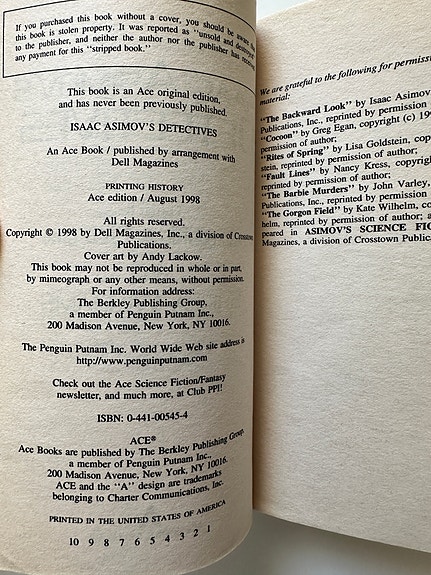 If you purchased this book without a cover, you should be aware that
this book is stolen property. It was reported as "unsold and destroyed"
to the publisher, and neither the author nor the publisher has received
any payment for this "stripped book."
This book is an Ace original edition,
and has never been previously published.
ISAAC ASIMOV'S DETECTIVES
An Ace Book / published by arrangement with
Dell Magazines
PRINTING HISTORY
Ace edition / August 1998
All rights reserved.
Copyright © 1998 by Dell Magazines, Inc., a division of Crosstown
Publications.
Cover art by Andy Lackow.
This book may not be reproduced in whole or in part,
by mimeograph or any other means, without permission.
For information address:
The Berkley Publishing Group,
a member of Penguin Putnam Inc.,
200 Madison Avenue, New York, NY 10016.
The Penguin Putnam Inc. World Wide Web site address is
http://www.penguinputnam.com
Check out the Ace Science Fiction/Fantasy
newsletter, and much more, at Club PPI!
ISBN: 0-441-00545-4
ACE®
Ace Books are published by The Berkley Publishing Group,
a member of Penguin Putnam Inc.,
200 Madison Avenue, New York, NY 10016.
ACE and the "A" design are trademarks
belonging to Charter Communications, Inc.
PRINTED IN THE UNITED STATES OF AMERICA
10 9 8 7 6 5 4 3 2 1
We are grateful to the following for permiss
material:
"The Backward Look" by Isaac Asimov
Publications, Inc., reprinted by permission
"Cocoon" by Greg Egan, copyright (c) 19
permission of author;
"Rites of Spring" by Lisa Goldstein, cop
stein, reprinted by permission of author;
"Fault Lines" by Nancy Kress, copyrigh
reprinted by permission of author;
"The Barbie Murders" by John Varley,
Publications, Inc., reprinted by permission
"The Gorgon Field" by Kate Wilhelm, co
helm, reprinted by permission of author; a
peared in ASIMOV'S SCIENCE FIC
Magazines, a division of Crosstown Publicat